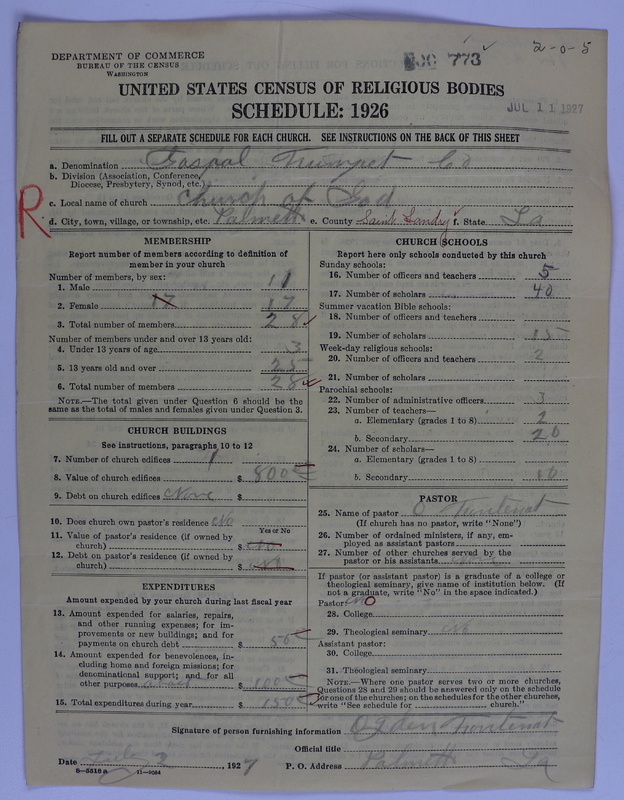 2-0-5
DOC 773 ✓
DEPARTMENT OF COMMERCE
BUREAU OF THE CENSUS
WASHINGTON
UNITED STATES CENSUS OF RELIGIOUS BODIES
SCHEDULE: 1926
JUL 11 1927
FILL OUT A SEPARATE SCHEDULE FOR EACH CHURCH. SEE INSTRUCTIONS ON THE BACK OF THIS SHEET
R
a. Denomination Gospal Trumpet Co
b. Division (Association, Conference, Diocese, Presbytery, Synod, etc.)
c. Local name of church Church of God
d. City, town, village, or township, etc. Palmett e. County Saint Landry f. State La
MEMBERSHIP
Report number of members according to definition of member in your church
Number of members, by sex:
1. Male 11
2. Female 17 17
3. Total number of members 28 ✓
Number of members under and over 13 years old:
4. Under 13 years of age 3
5. 13 years old and over 25
6. Total number of members 28 ✓
NOTE.—The total given under Question 6 should be the same as the total of males and females given under Question 3.
CHURCH BUILDINGS
See instructions, paragraphs 10 to 12
7. Number of church edifices 1
8. Value of church edifices $ 800
9. Debt on church edifices None $
10. Does church own pastor's residence No
Yes or No
11. Value of pastor's residence (if owned by church) $ No
12. Debt on pastor's residence (if owned by church) $ No
EXPENDITURES
Amount expended by your church during last fiscal year
13. Amount expended for salaries, repairs, and other running expenses; for improvements or new buildings; and for payments on church debt $ 50
14. Amount expended for benevolences, including home and foreign missions; for denominational support; and for all other purposes $ 100
15. Total expenditures during year $ 150
CHURCH SCHOOLS
Report here only schools conducted by this church
Sunday schools:
16. Number of officers and teachers 5
17. Number of scholars 40
Summer vacation Bible schools:
18. Number of officers and teachers
19. Number of scholars 15
Week-day religious schools:
20. Number of officers and teachers 2
21. Number of scholars
Parochial schools:
22. Number of administrative officers 3
23. Number of teachers—
a. Elementary (grades 1 to 8) 2
b. Secondary 20
24. Number of scholars—
a. Elementary (grades 1 to 8)
b. Secondary
PASTOR
25. Name of pastor O
(If church has no pastor, write "None")
26. Number of ordained ministers, if any, employed as assistant pastors
27. Number of other churches served by the pastor or his assistants
If pastor (or assistant pastor) is a graduate of a college or theological seminary, give name of institution below. (If not a graduate, write "No" in the space indicated.)
Pastor: No
28. College
29. Theological seminary No
Assistant pastor:
30. College
31. Theological seminary
NOTE.—Where one pastor serves two or more churches, Questions 28 and 29 should be answered only on the schedule for one of the churches; on the schedules for the other churches, write "See schedule for church."
Signature of person furnishing information Ogden
Official title
Date July 2, 1927 P. O. Address Palmett La
8—5518a 11—9064